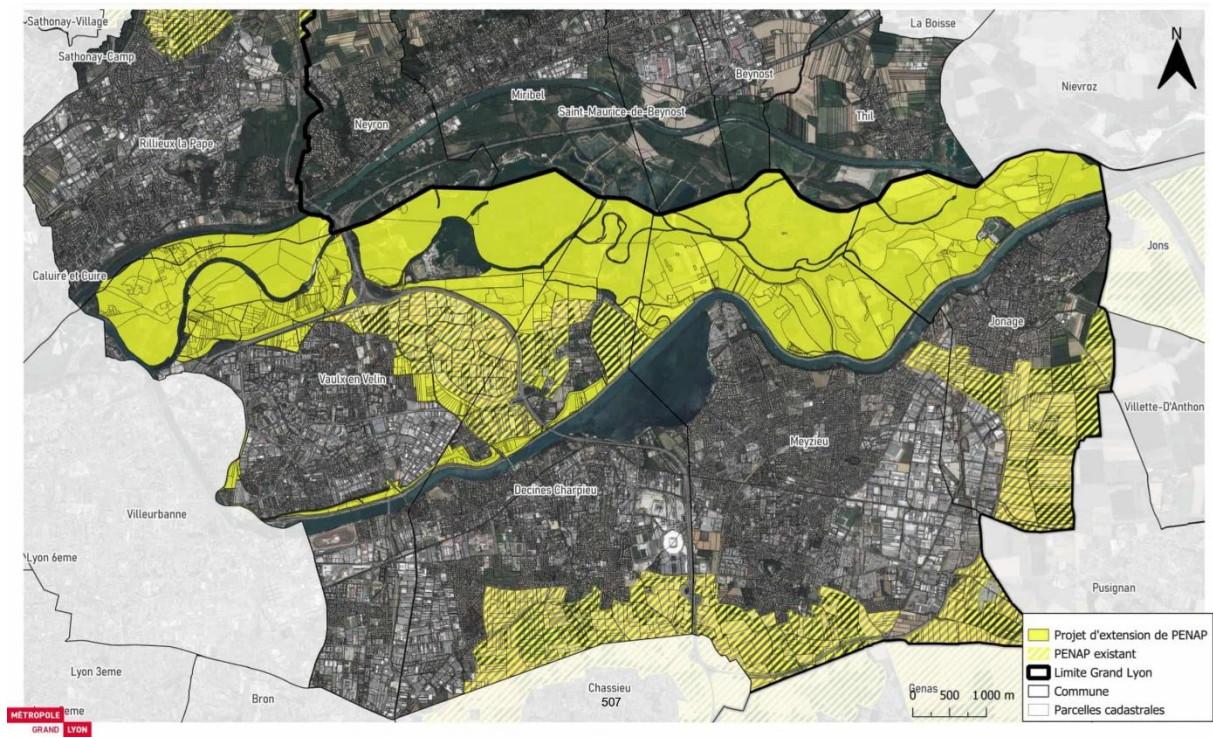 Sathonay-Village
La Boisse
N
Sathonay-Camp
Beynost
Nievroz
Miribel
Saint-Maurice-de-Beynost
Neyron
Thil
Rillieux la Pape
Jons
Caluire et Cuire
Jonage
Vaulx en Velin
Villette-D'Anthon
Meyzieu
Decines Charpieu
Villeurbanne
Lyon 6eme
Pusignan
Projet d'extension de PENAP
PENAP existant
Limite Grand Lyon
Commune
Parcelles cadastrales
Lyon 3eme
Bron
Chassieu
507
Genas
0 500 1 000 m
MÉTROPOLE
GRAND LYON